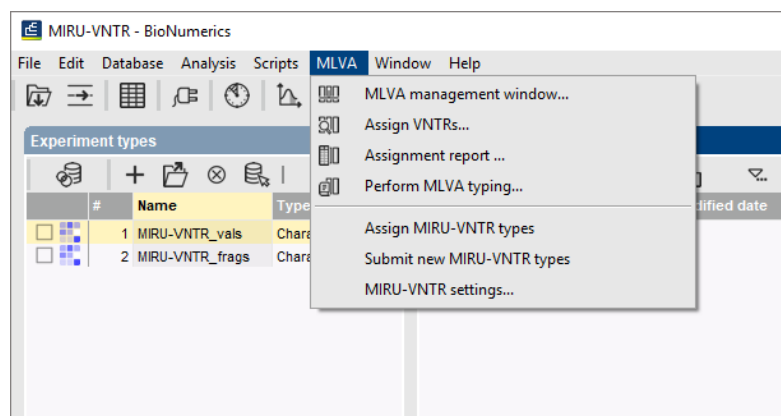 MIRU-VNTR - BioNumerics
File Edit Database Analysis Scripts MLVA Window Help
MLVA management window...
Assign VNTRs...
Assignment report ...
Perform MLVA typing...
Assign MIRU-VNTR types
Submit new MIRU-VNTR types
MIRU-VNTR settings...
Experiment types
# Name Type
1 MIRU-VNTR_vals Chara
2 MIRU-VNTR_frags Chara
dified date